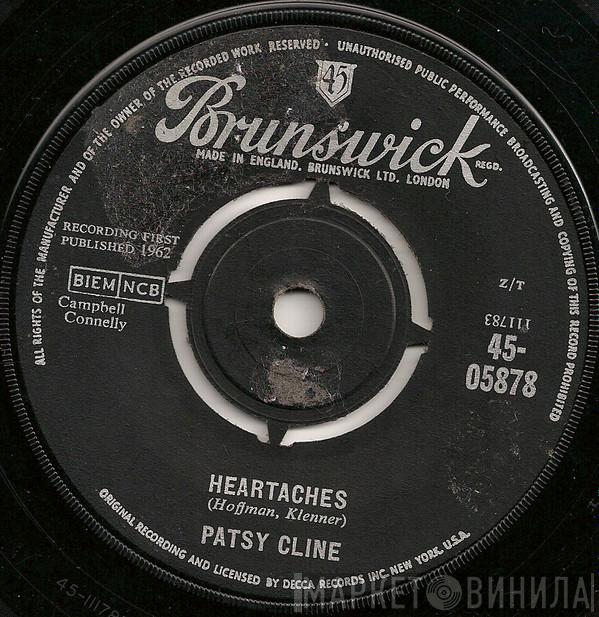 ALL RIGHTS OF THE MANUFACTURER AND OF THE OWNER OF THE RECORDED WORK RESERVED · UNAUTHORISED PUBLIC PERFORMANCE BROADCASTING AND COPYING OF THIS RECORD PROHIBITED
45
Brunswick REGD.
MADE IN ENGLAND. BRUNSWICK LTD. LONDON
RECORDING FIRST
PUBLISHED 1962
BIEM NCB
Campbell
Connelly
Z/T
111783
45-
05878
HEARTACHES
(Hoffman, Klenner)
PATSY CLINE
ORIGINAL RECORDING AND LICENSED BY DECCA RECORDS INC. NEW YORK. U.S.A.
МАРКЕТ ВИНИЛА